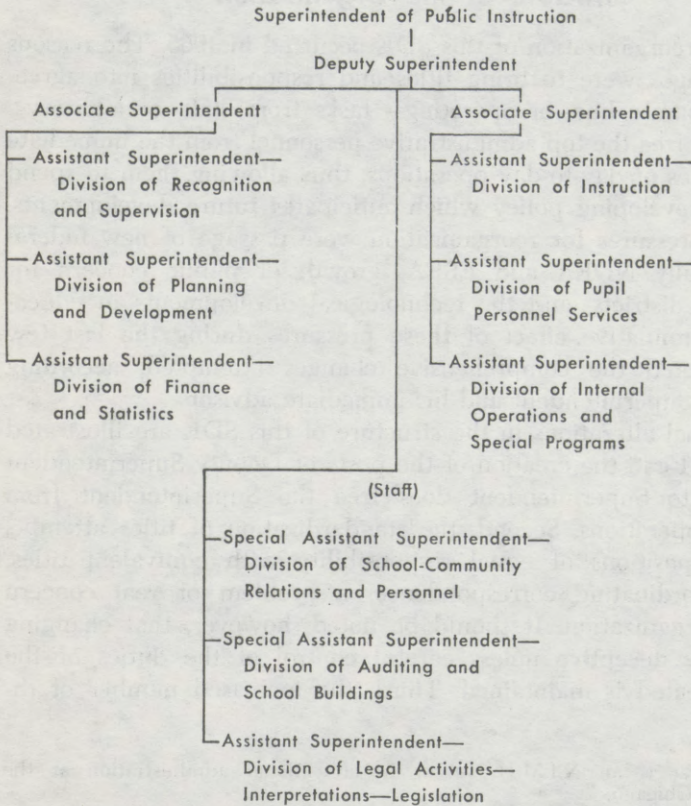 Superintendent of Public Instruction
Deputy Superintendent
Associate Superintendent
Assistant Superintendent—
Division of Recognition
and Supervision
Assistant Superintendent—
Division of Planning
and Development
Assistant Superintendent—
Division of Finance
and Statistics
Associate Superintendent
Assistant Superintendent—
Division of Instruction
Assistant Superintendent—
Division of Pupil
Personnel Services
Assistant Superintendent—
Division of Internal
Operations and
Special Programs
(Staff)
Special Assistant Superintendent—
Division of School-Community
Relations and Personnel
Special Assistant Superintendent—
Division of Auditing and
School Buildings
Assistant Superintendent—
Division of Legal Activities—
Interpretations—Legislation